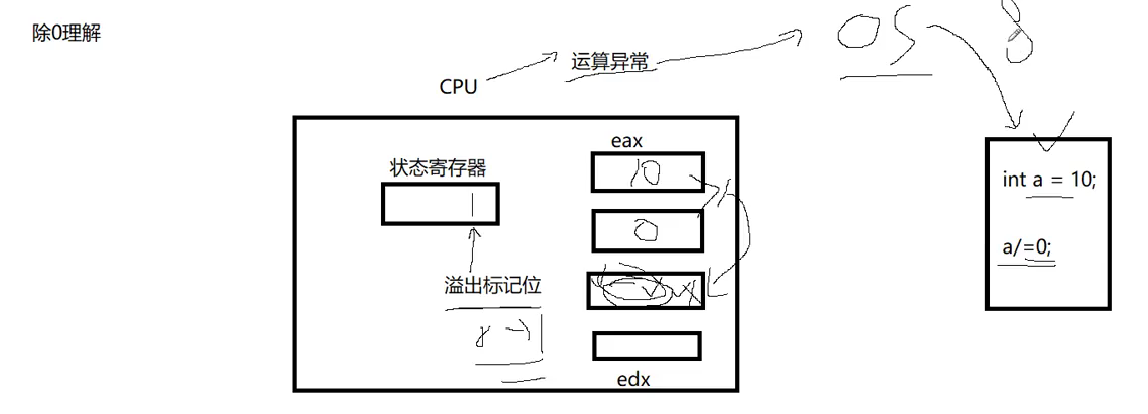 除0理解
运算异常
OS
8
CPU
eax
状态寄存器
10
1
0
int a = 10;
a/=0;
溢出标记位
edx